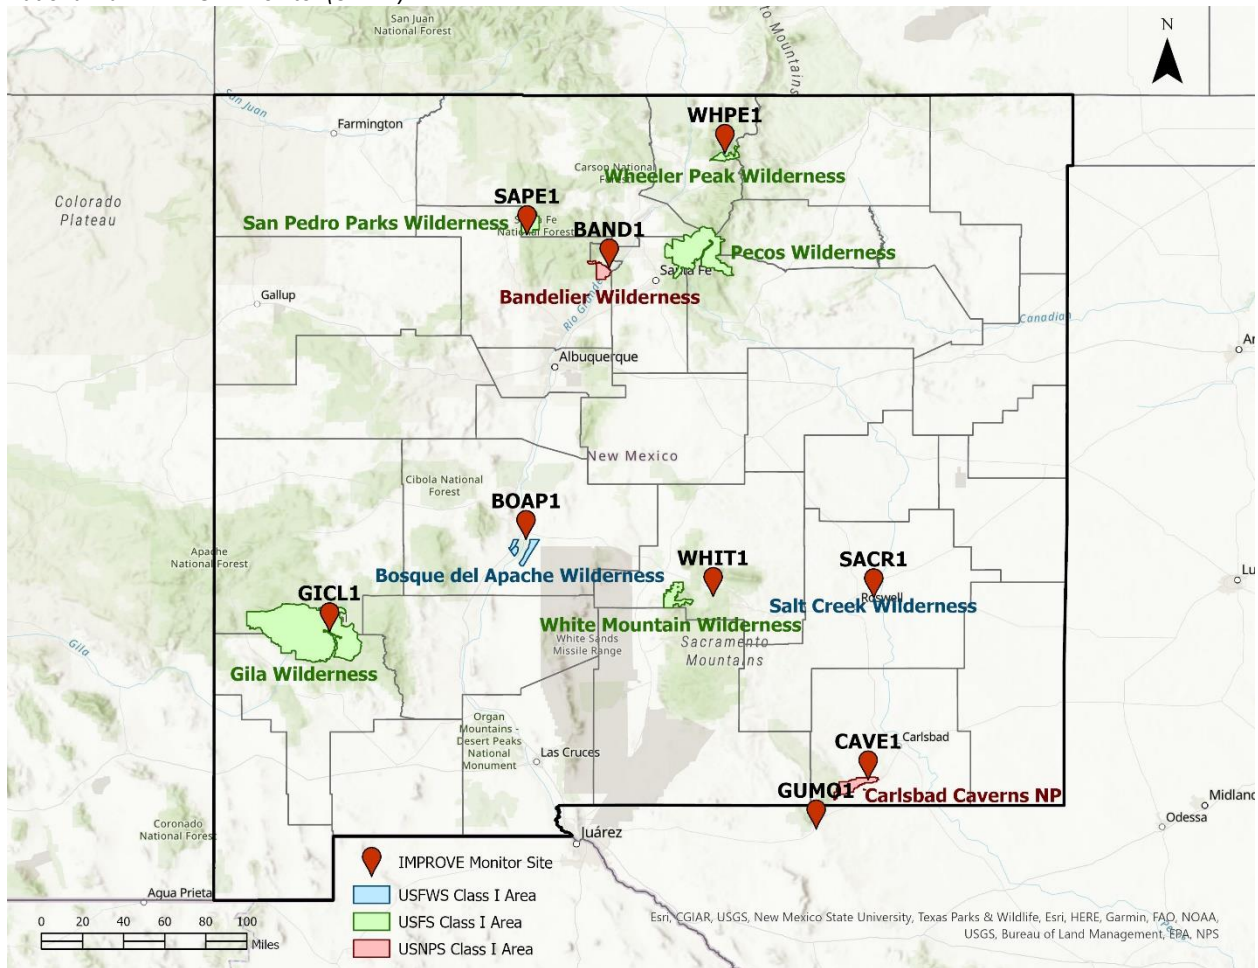 San Juan
National Forest
to Mountains
N
San Juan
Farmington
WHPE1
Carson National
Wheeler Peak Wilderness
Colorado
Plateau
SAPE1
San Pedro Parks Wilderness
National Forest
BAND1
Pecos Wilderness
Santa Fe
Bandelier Wilderness
Gallup
Rio Grande
Canadian
Albuquerque
New Mexico
Cibola National
Forest
BOAP1
Bosque del Apache Wilderness
Apache
National Forest
GICL1
WHIT1
SACR1
Roswell
Salt Creek Wilderness
White Mountain Wilderness
White Sands
Missile Range
Sacramento
Mountains
Gila
Gila Wilderness
Organ
Mountains -
Desert Peaks
National
Monument
Las Cruces
CAVE1
Carlsbad
GUMO1
Carlsbad Caverns NP
Midland
Odessa
Coronado
National Forest
Juárez
Agua Prieta
IMPROVE Monitor Site
USFWS Class I Area
USFS Class I Area
USNPS Class I Area
0 20 40 60 80 100
Miles
Esri, CGIAR, USGS, New Mexico State University, Texas Parks & Wildlife, Esri, HERE, Garmin, FAO, NOAA,
USGS, Bureau of Land Management, EPA, NPS